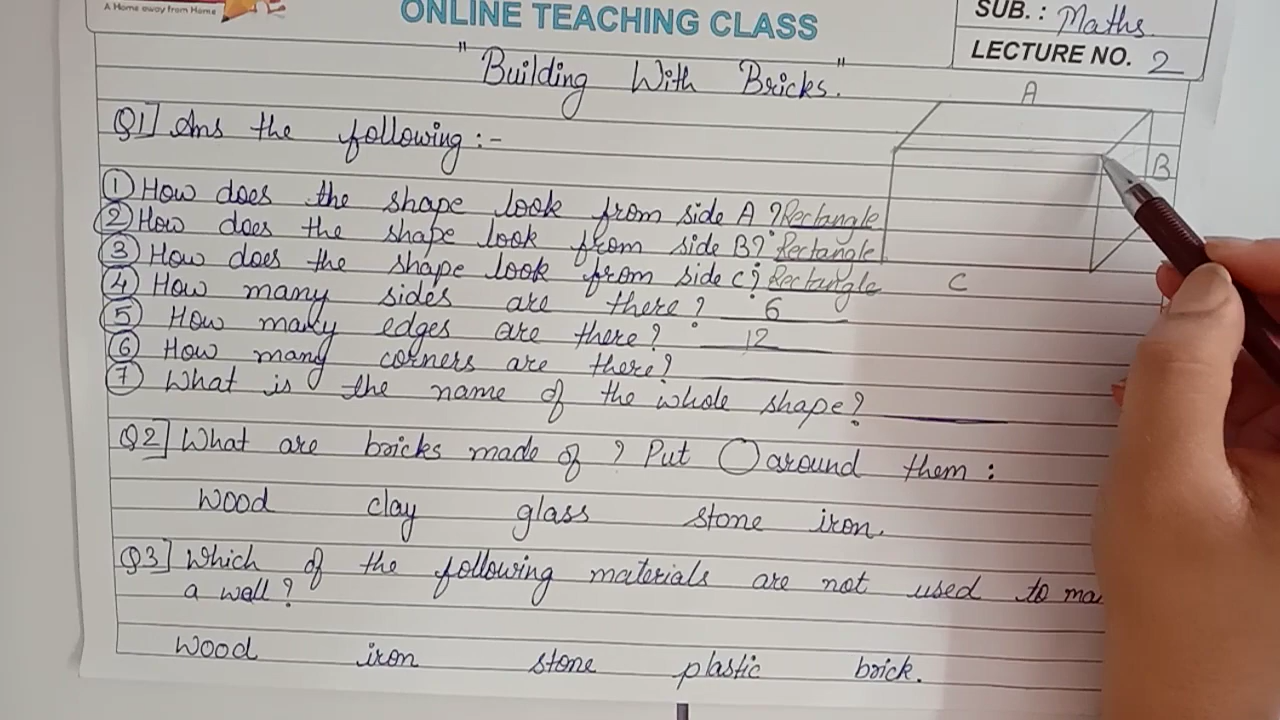 A Home away from Home
ONLINE TEACHING CLASS
SUB. : Maths.
LECTURE NO. 2
"Building With Bricks."
A
B
C
Q1] Ans the following :-
① How does the shape look from side A ? Rectangle
② How does the shape look from side B? Rectangle
③ How does the shape look from side C? Rectangle
④ How many sides are there ? 6
⑤ How many edges are there ? 12
⑥ How many corners are there?
⑦ What is the name of the whole shape?
Q2] What are bricks made of ? Put ◯ around them :
Wood clay glass stone iron.
Q3] Which of the following materials are not used to
a wall ?
Wood iron stone plastic brick.